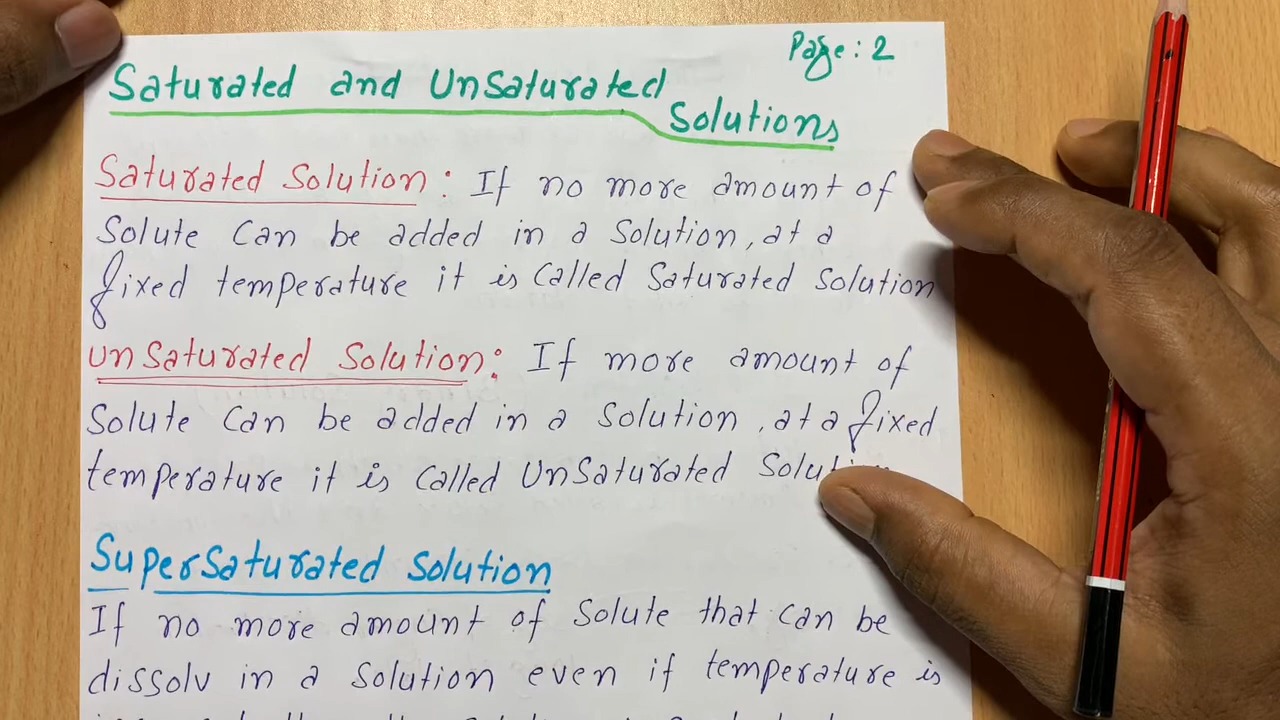 Page: 2
Saturated and UnSaturated
Solutions
Saturated Solution: If no more amount of
Solute Can be added in a Solution, at a
fixed temperature it is Called Saturated Solution
UnSaturated Solution: If more amount of
Solute Can be added in a Solution, at a fixed
temperature it is Called UnSaturated
SuperSaturated Solution
If no more amount of Solute that Can be
dissolv in a Solution even if temperature is